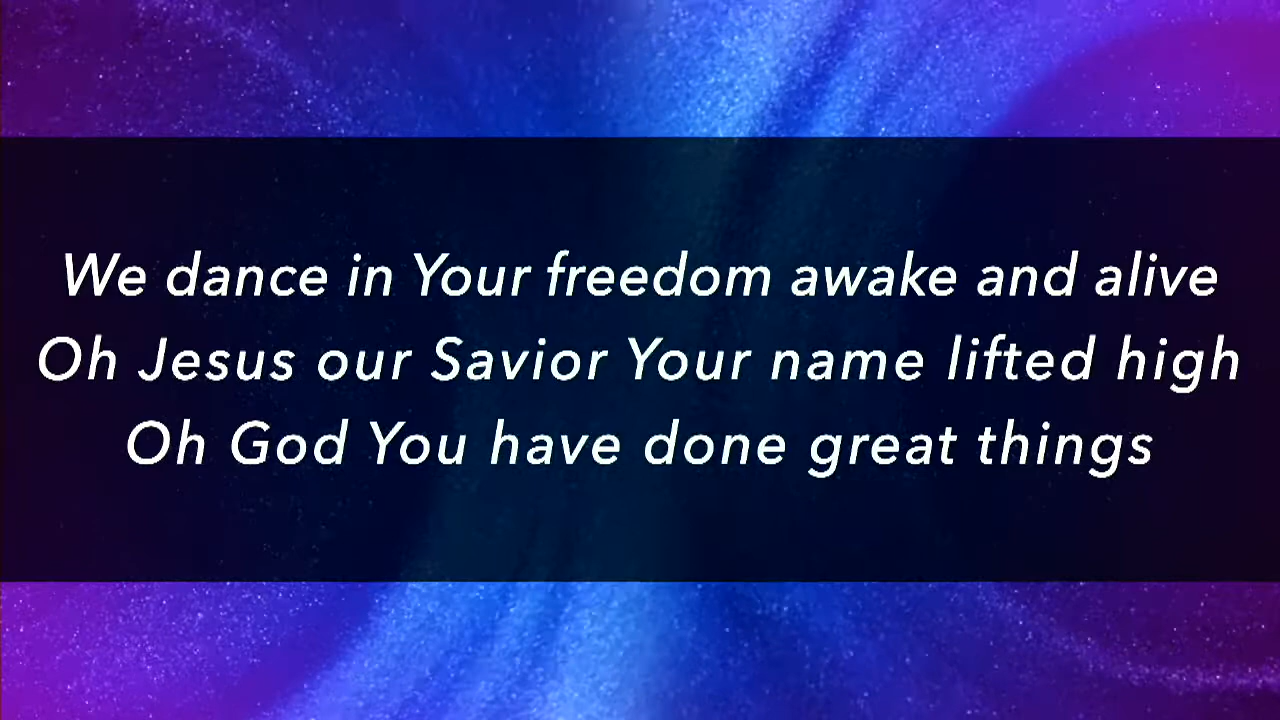 We dance in Your freedom awake and alive
Oh Jesus our Savior Your name lifted high
Oh God You have done great things